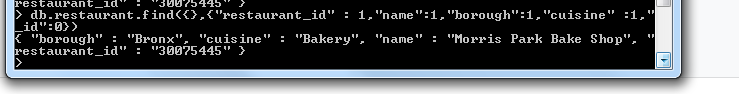 restaurant_id" : "30075445" }
> db.restaurant.find({},{"restaurant_id" : 1,"name":1,"borough":1,"cuisine" :1,"
_id":0})
{ "borough" : "Bronx", "cuisine" : "Bakery", "name" : "Morris Park Bake Shop", "
restaurant_id" : "30075445" }
>